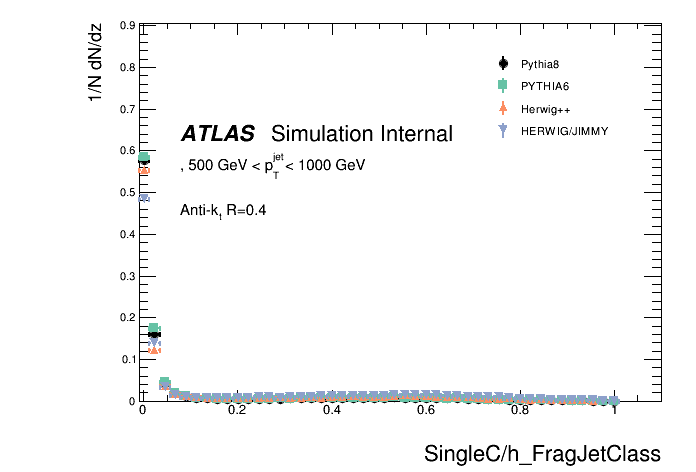 1/N dN/dz
0.9
0.8
0.7
0.6
0.5
0.4
0.3
0.2
0.1
0
Pythia8
PYTHIA6
Herwig++
HERWIG/JIMMY
ATLAS Simulation Internal
, 500 GeV < p_T^jet < 1000 GeV
Anti-k_t R=0.4
0 0.2 0.4 0.6 0.8 1
SingleC/h_FragJetClass